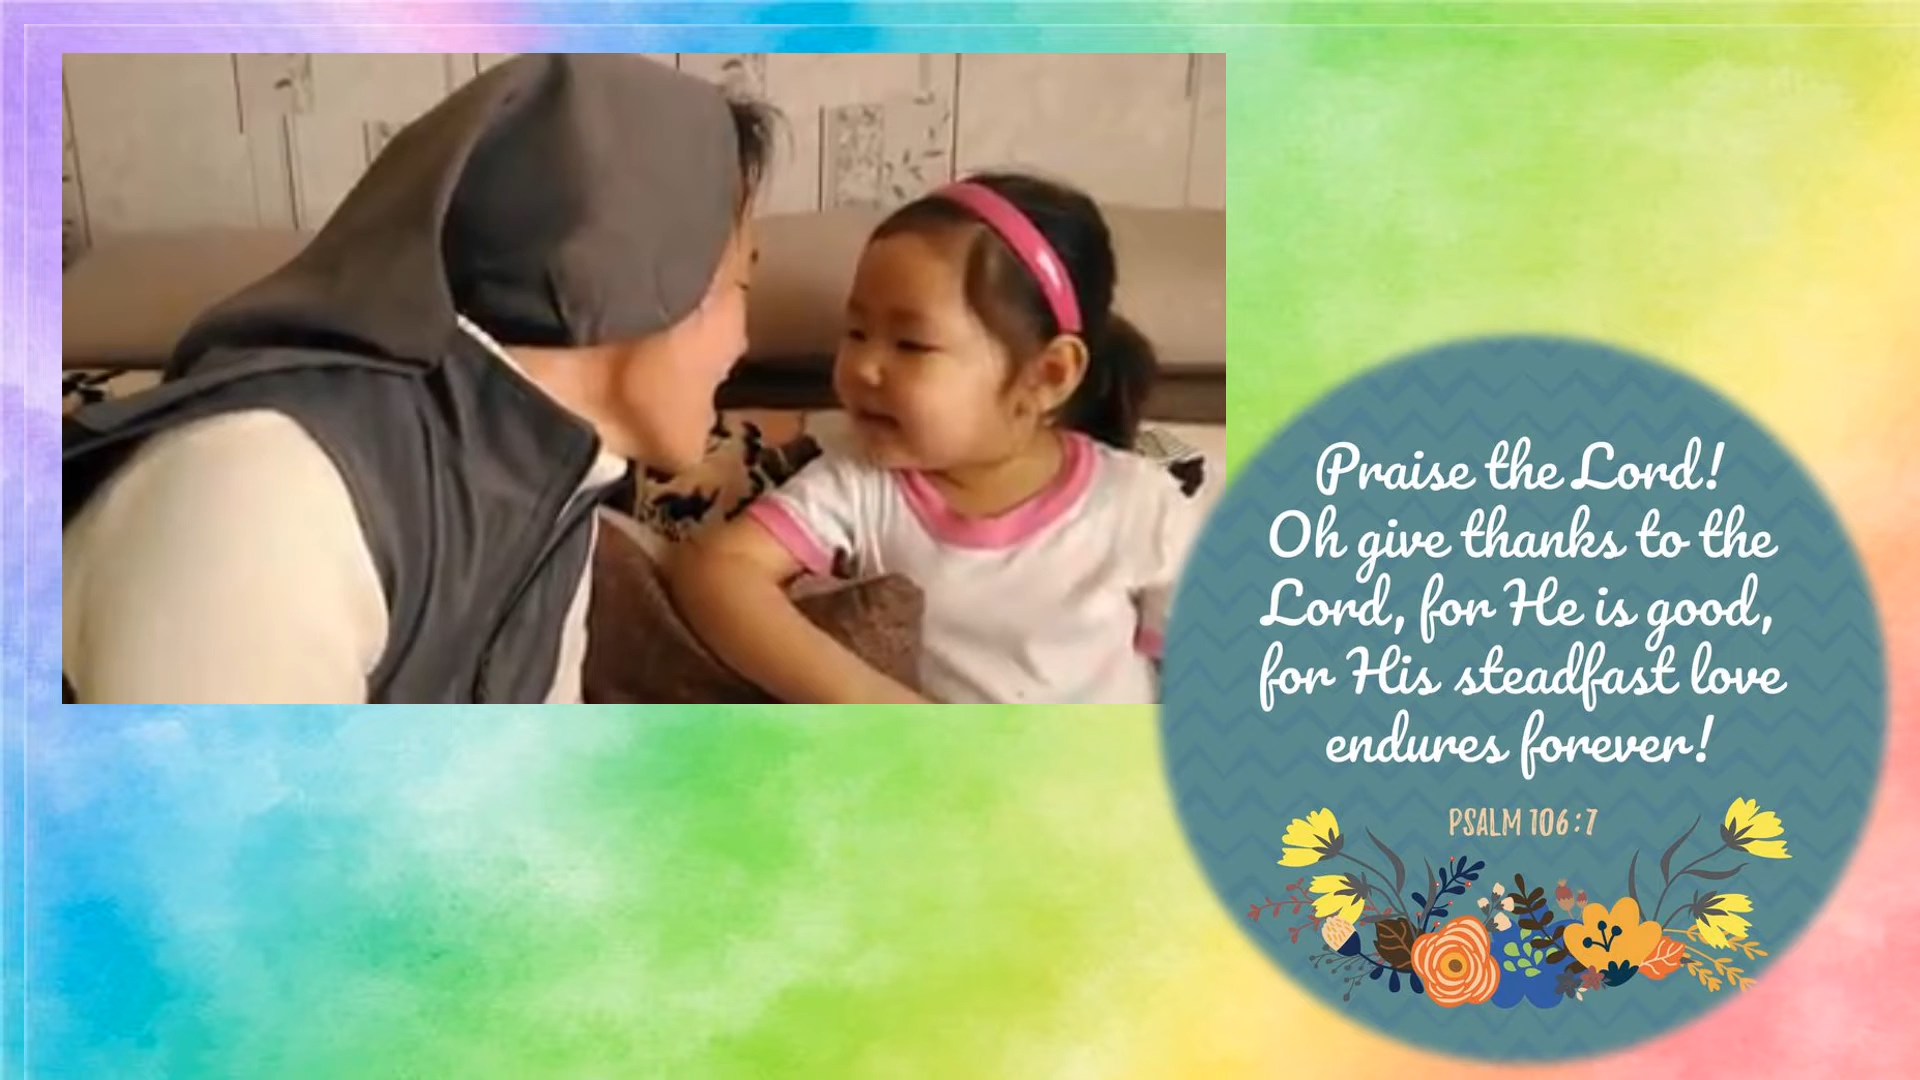 Praise the Lord!
Oh give thanks to the
Lord, for He is good,
for His steadfast love
endures forever!
PSALM 106:7